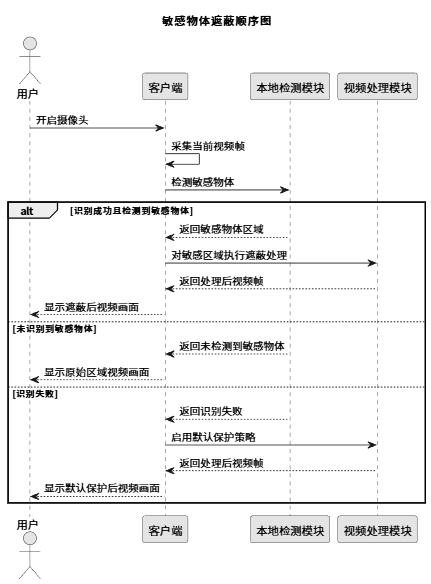 敏感物体遮蔽顺序图
用户
客户端
本地检测模块
视频处理模块
开启摄像头
采集当前视频帧
检测敏感物体
alt
[识别成功且检测到敏感物体]
返回敏感物体区域
对敏感区域执行遮蔽处理
返回处理后视频帧
显示遮蔽后视频画面
[未识别到敏感物体]
返回未检测到敏感物体
显示原始区域视频画面
[识别失败]
返回识别失败
启用默认保护策略
返回处理后视频帧
显示默认保护后视频画面
用户
客户端
本地检测模块
视频处理模块